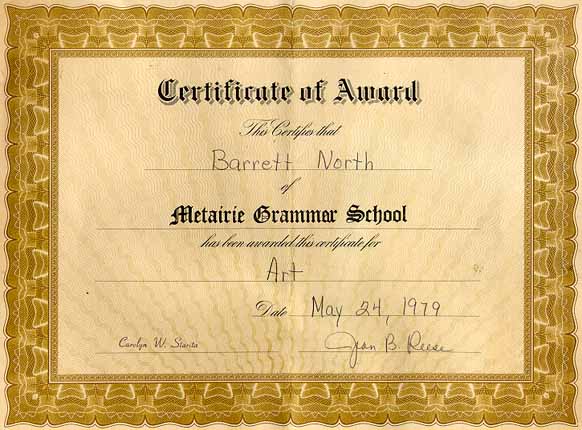 Certificate of Award
This Certifies that
Barrett North
of
Metairie Grammar School
has been awarded this certificate for
Art
Date May 24, 1979
Carolyn W. Starita Jean B. Reese